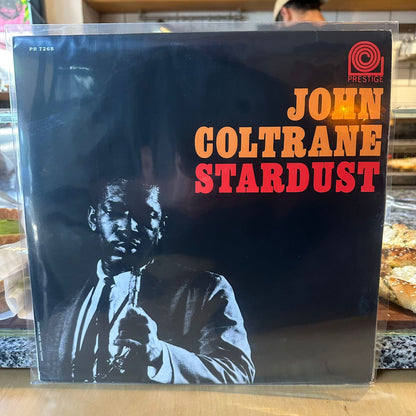 PR 7268
PRESTIGE
JOHN
COLTRANE
STARDUST